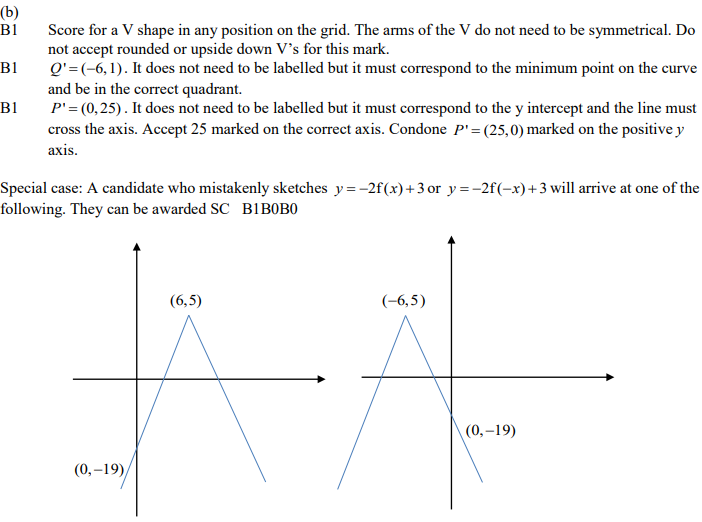 (b)
B1 Score for a V shape in any position on the grid. The arms of the V do not need to be symmetrical. Do
not accept rounded or upside down V's for this mark.
B1 Q'=(−6,1). It does not need to be labelled but it must correspond to the minimum point on the curve
and be in the correct quadrant.
B1 P'=(0,25). It does not need to be labelled but it must correspond to the y intercept and the line must
cross the axis. Accept 25 marked on the correct axis. Condone P'=(25,0) marked on the positive y
axis.
Special case: A candidate who mistakenly sketches y=−2f(x)+3 or y=−2f(−x)+3 will arrive at one of the
following. They can be awarded SC B1B0B0
(6,5)
(0,−19)
(−6,5)
(0,−19)